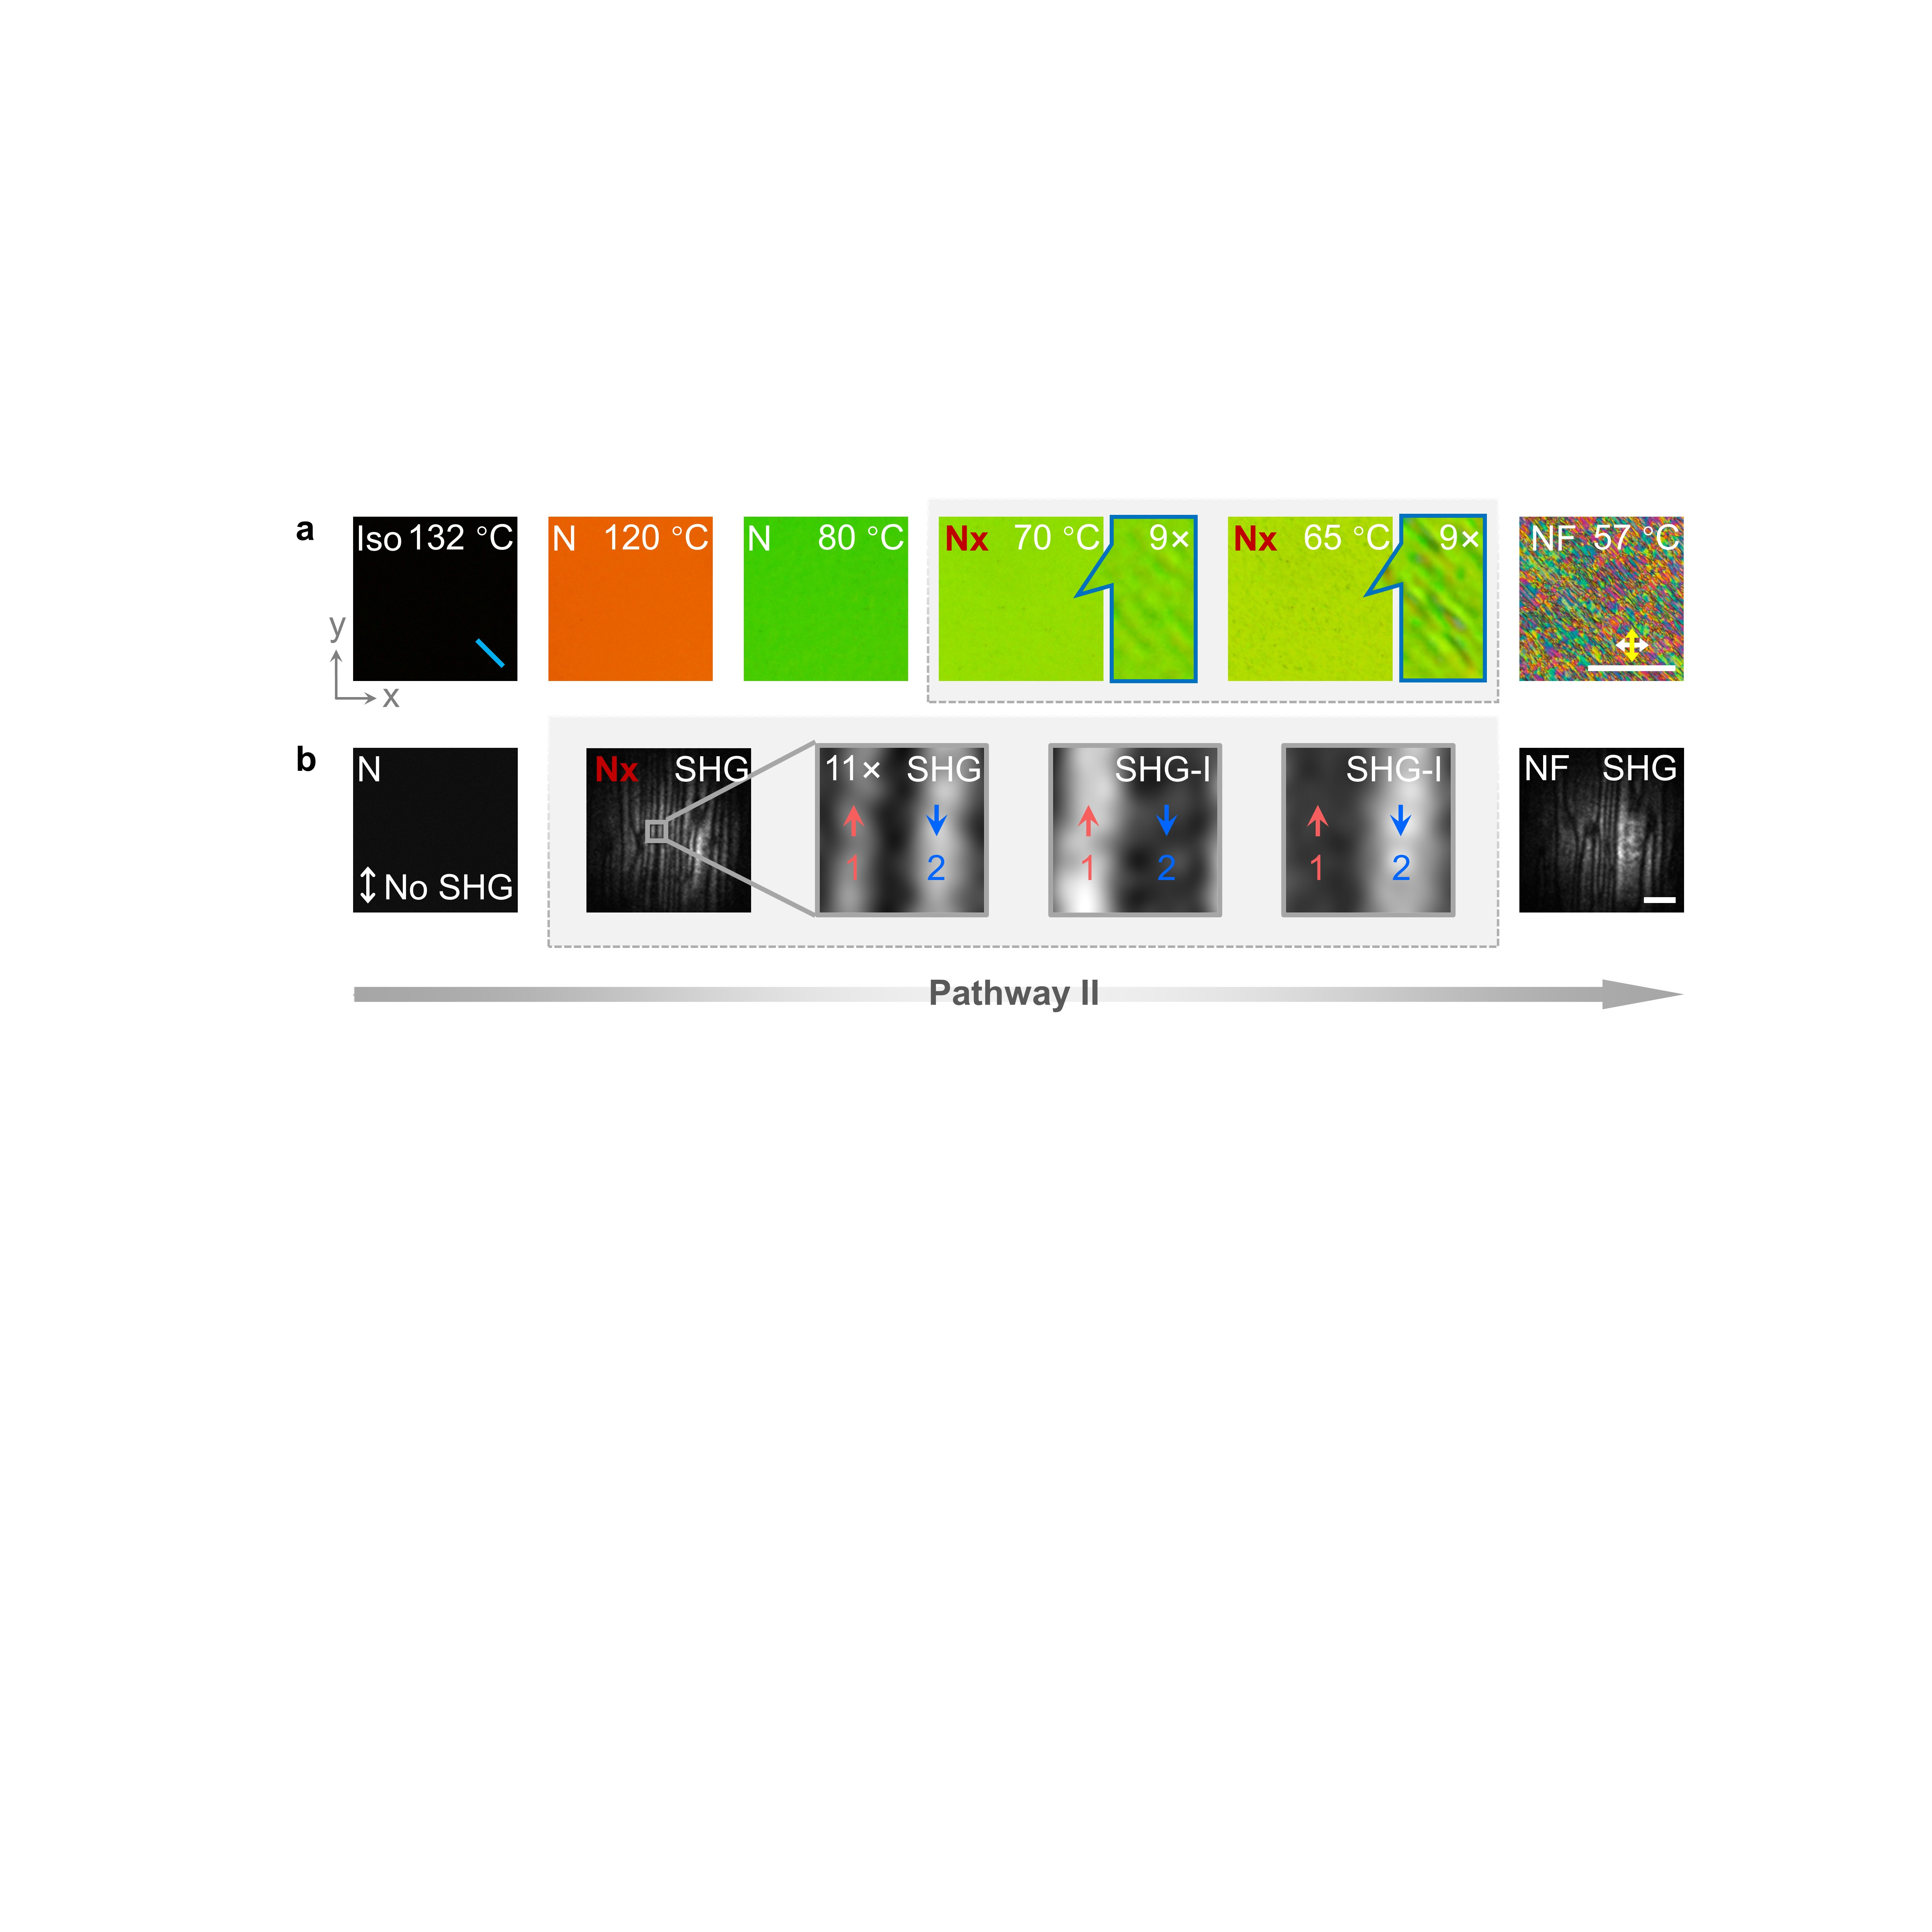 a
Iso 132 °C
N 120 °C
N 80 °C
Nx 70 °C 9×
Nx 65 °C 9×
NF 57 °C
y
x
b
N
No SHG
Nx SHG
11× SHG
1 2
SHG-I
1 2
SHG-I
1 2
NF SHG
Pathway II